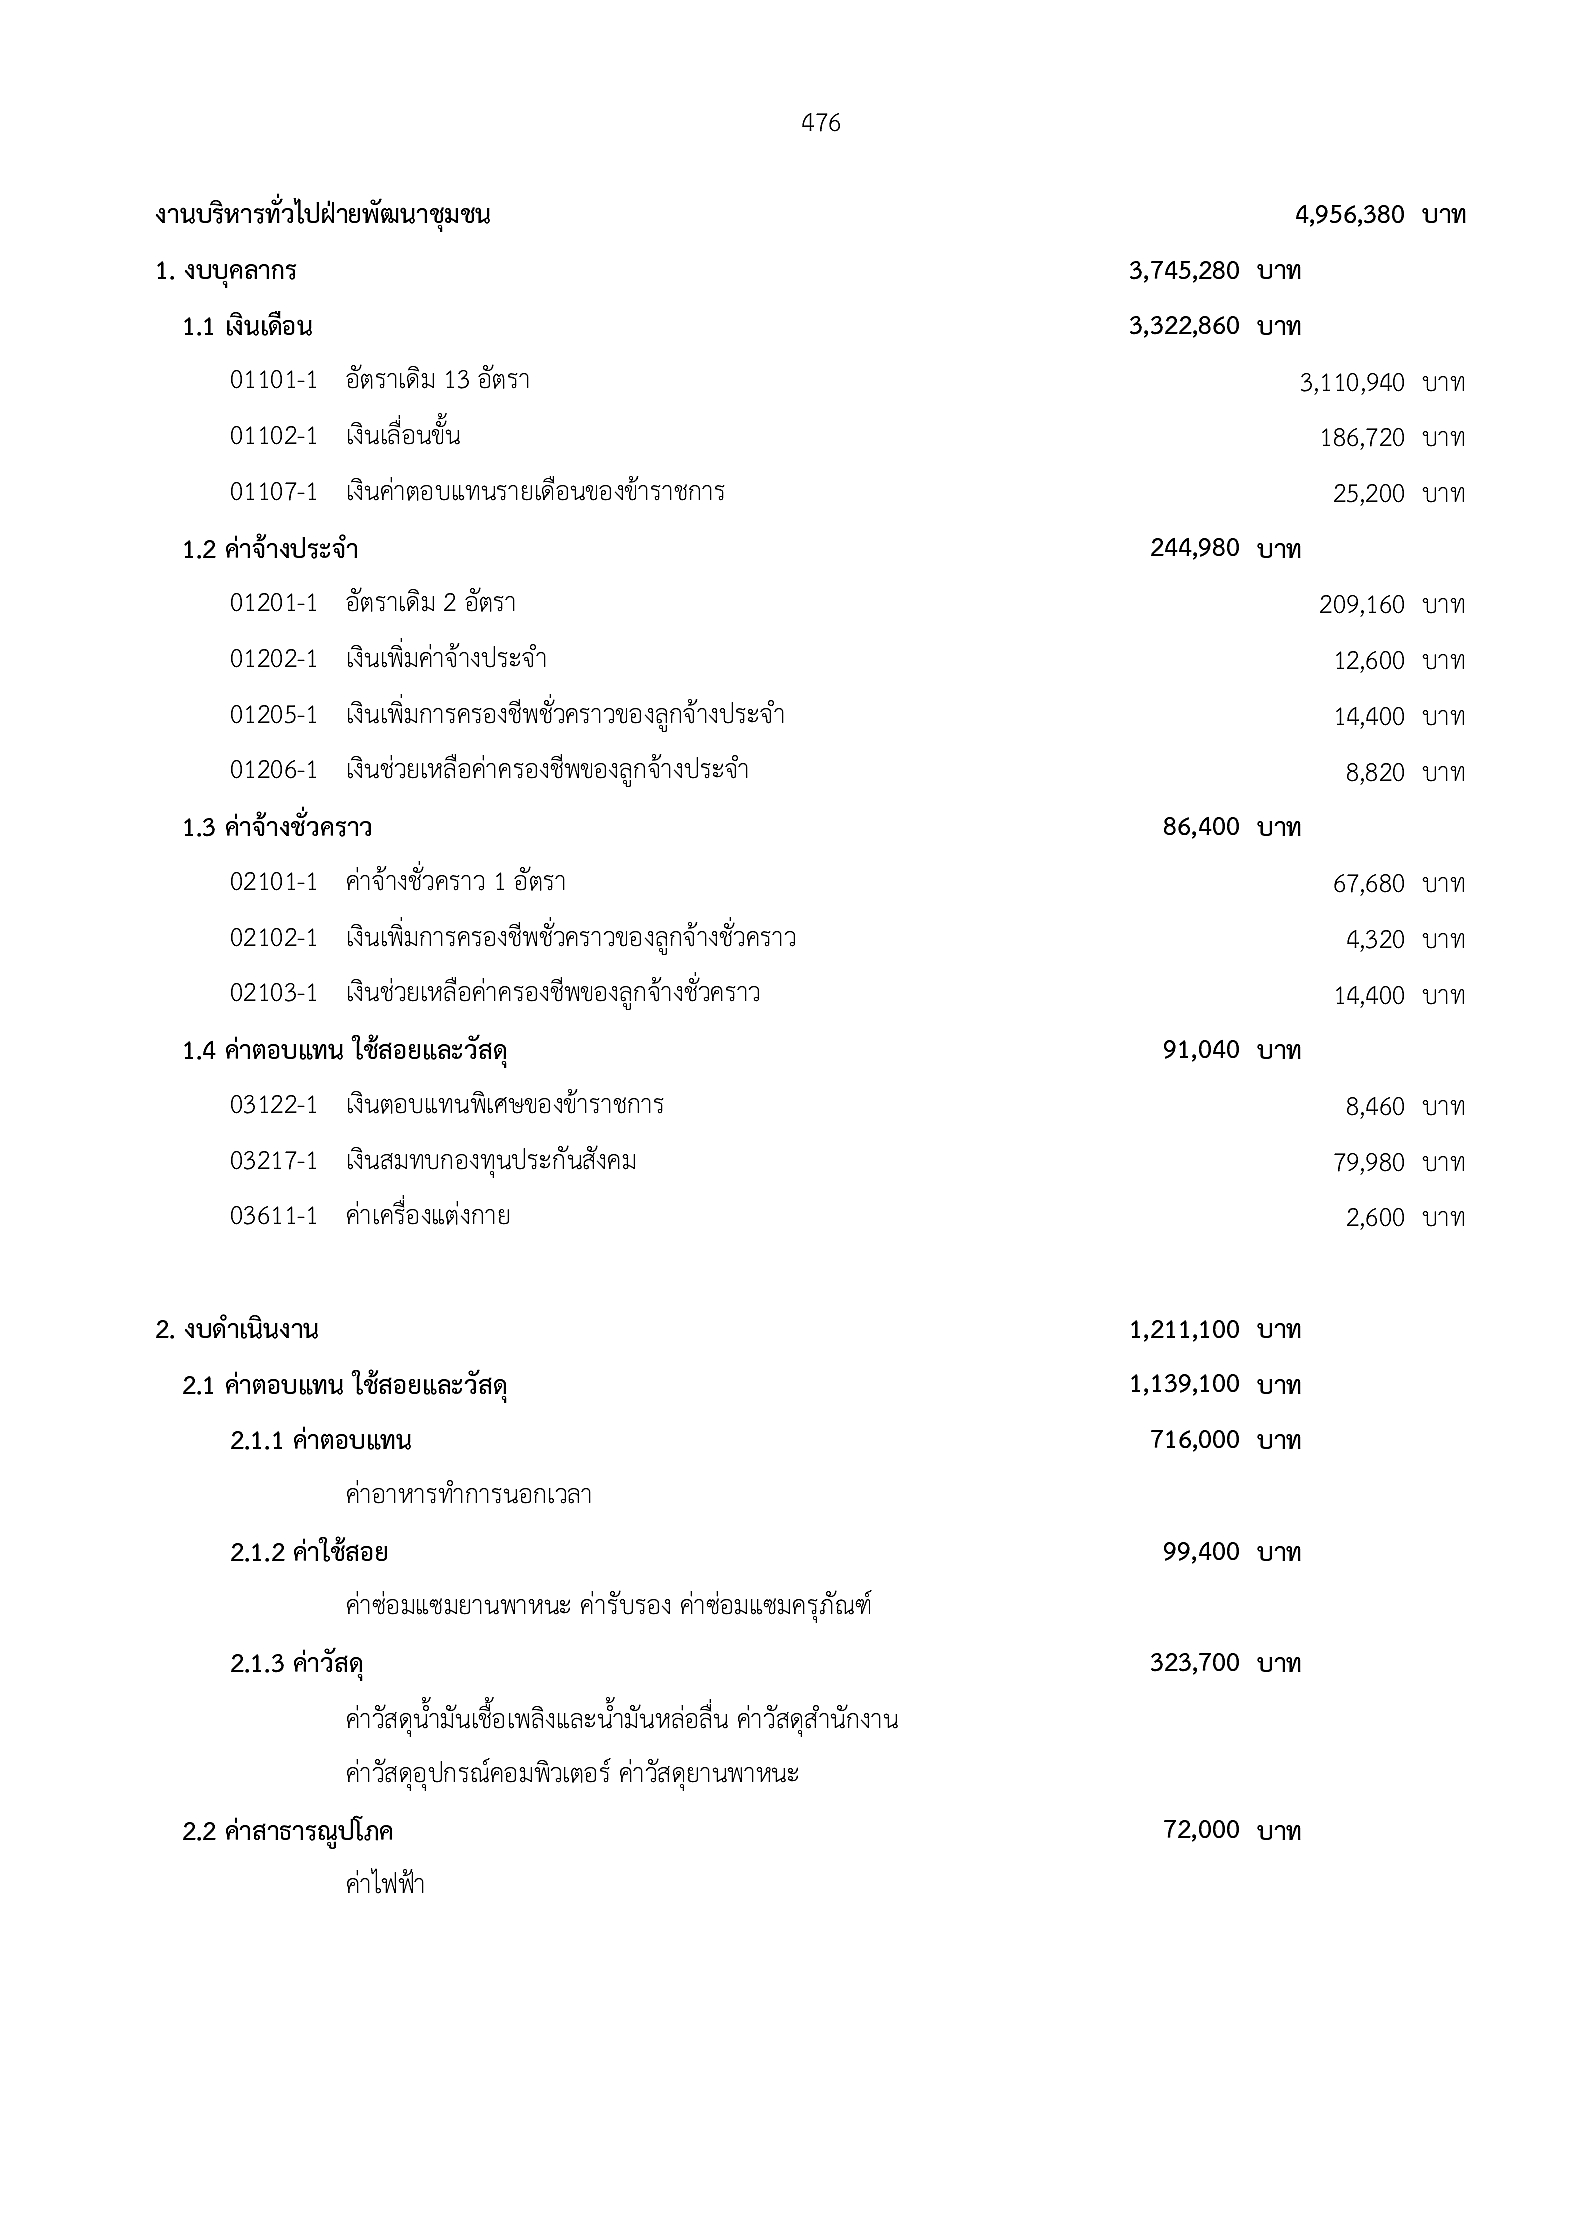 476
งานบริหารทั่วไปฝ่ายพัฒนาชุมชน 4,956,380 บาท
1. งบบุคลากร 3,745,280 บาท
1.1 เงินเดือน 3,322,860 บาท
01101-1 อัตราเดิม 13 อัตรา 3,110,940 บาท
01102-1 เงินเลื่อนขั้น 186,720 บาท
01107-1 เงินค่าตอบแทนรายเดือนของข้าราชการ 25,200 บาท
1.2 ค่าจ้างประจำ 244,980 บาท
01201-1 อัตราเดิม 2 อัตรา 209,160 บาท
01202-1 เงินเพิ่มค่าจ้างประจำ 12,600 บาท
01205-1 เงินเพิ่มการครองชีพชั่วคราวของลูกจ้างประจำ 14,400 บาท
01206-1 เงินช่วยเหลือค่าครองชีพของลูกจ้างประจำ 8,820 บาท
1.3 ค่าจ้างชั่วคราว 86,400 บาท
02101-1 ค่าจ้างชั่วคราว 1 อัตรา 67,680 บาท
02102-1 เงินเพิ่มการครองชีพชั่วคราวของลูกจ้างชั่วคราว 4,320 บาท
02103-1 เงินช่วยเหลือค่าครองชีพของลูกจ้างชั่วคราว 14,400 บาท
1.4 ค่าตอบแทน ใช้สอยและวัสดุ 91,040 บาท
03122-1 เงินตอบแทนพิเศษของข้าราชการ 8,460 บาท
03217-1 เงินสมทบกองทุนประกันสังคม 79,980 บาท
03611-1 ค่าเครื่องแต่งกาย 2,600 บาท
2. งบดำเนินงาน 1,211,100 บาท
2.1 ค่าตอบแทน ใช้สอยและวัสดุ 1,139,100 บาท
2.1.1 ค่าตอบแทน 716,000 บาท
ค่าอาหารทำการนอกเวลา
2.1.2 ค่าใช้สอย 99,400 บาท
ค่าซ่อมแซมยานพาหนะ ค่ารับรอง ค่าซ่อมแซมครุภัณฑ์
2.1.3 ค่าวัสดุ 323,700 บาท
ค่าวัสดุน้ำมันเชื้อเพลิงและน้ำมันหล่อลื่น ค่าวัสดุสำนักงาน
ค่าวัสดุอุปกรณ์คอมพิวเตอร์ ค่าวัสดุยานพาหนะ
2.2 ค่าสาธารณูปโภค 72,000 บาท
ค่าไฟฟ้า